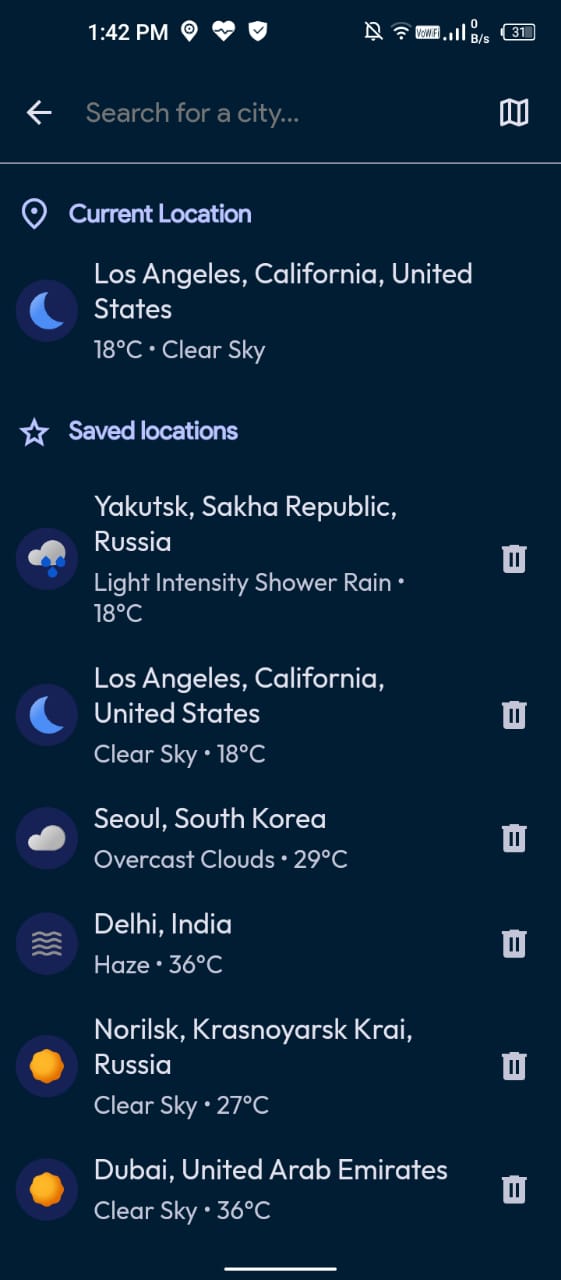 1:42 PM
VoWiFi
0
B/s
31
Search for a city...
Current Location
Los Angeles, California, United
States
18°C • Clear Sky
Saved locations
Yakutsk, Sakha Republic,
Russia
Light Intensity Shower Rain •
18°C
Los Angeles, California,
United States
Clear Sky • 18°C
Seoul, South Korea
Overcast Clouds • 29°C
Delhi, India
Haze • 36°C
Norilsk, Krasnoyarsk Krai,
Russia
Clear Sky • 27°C
Dubai, United Arab Emirates
Clear Sky • 36°C